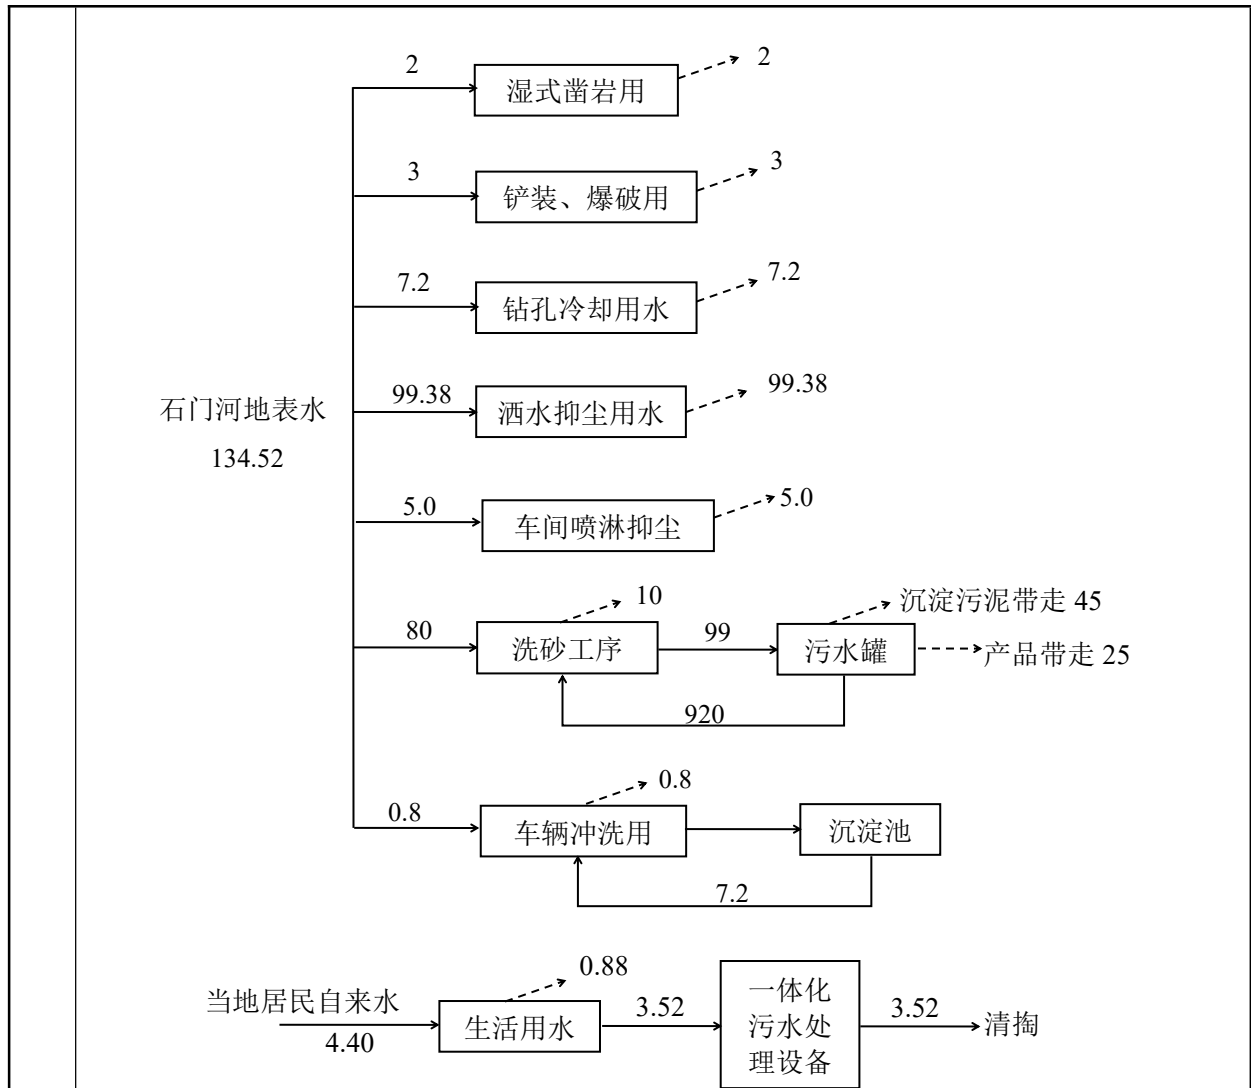 2
湿式凿岩用
2
3
铲装、爆破用
3
7.2
钻孔冷却用水
7.2
石门河地表水
134.52
99.38
洒水抑尘用水
99.38
5.0
车间喷淋抑尘
5.0
80
洗砂工序
10
99
污水罐
沉淀污泥带走 45
产品带走 25
920
0.8
车辆冲洗用
0.8
沉淀池
7.2
当地居民自来水
4.40
生活用水
0.88
3.52
一体化
污水处
理设备
3.52
清掏